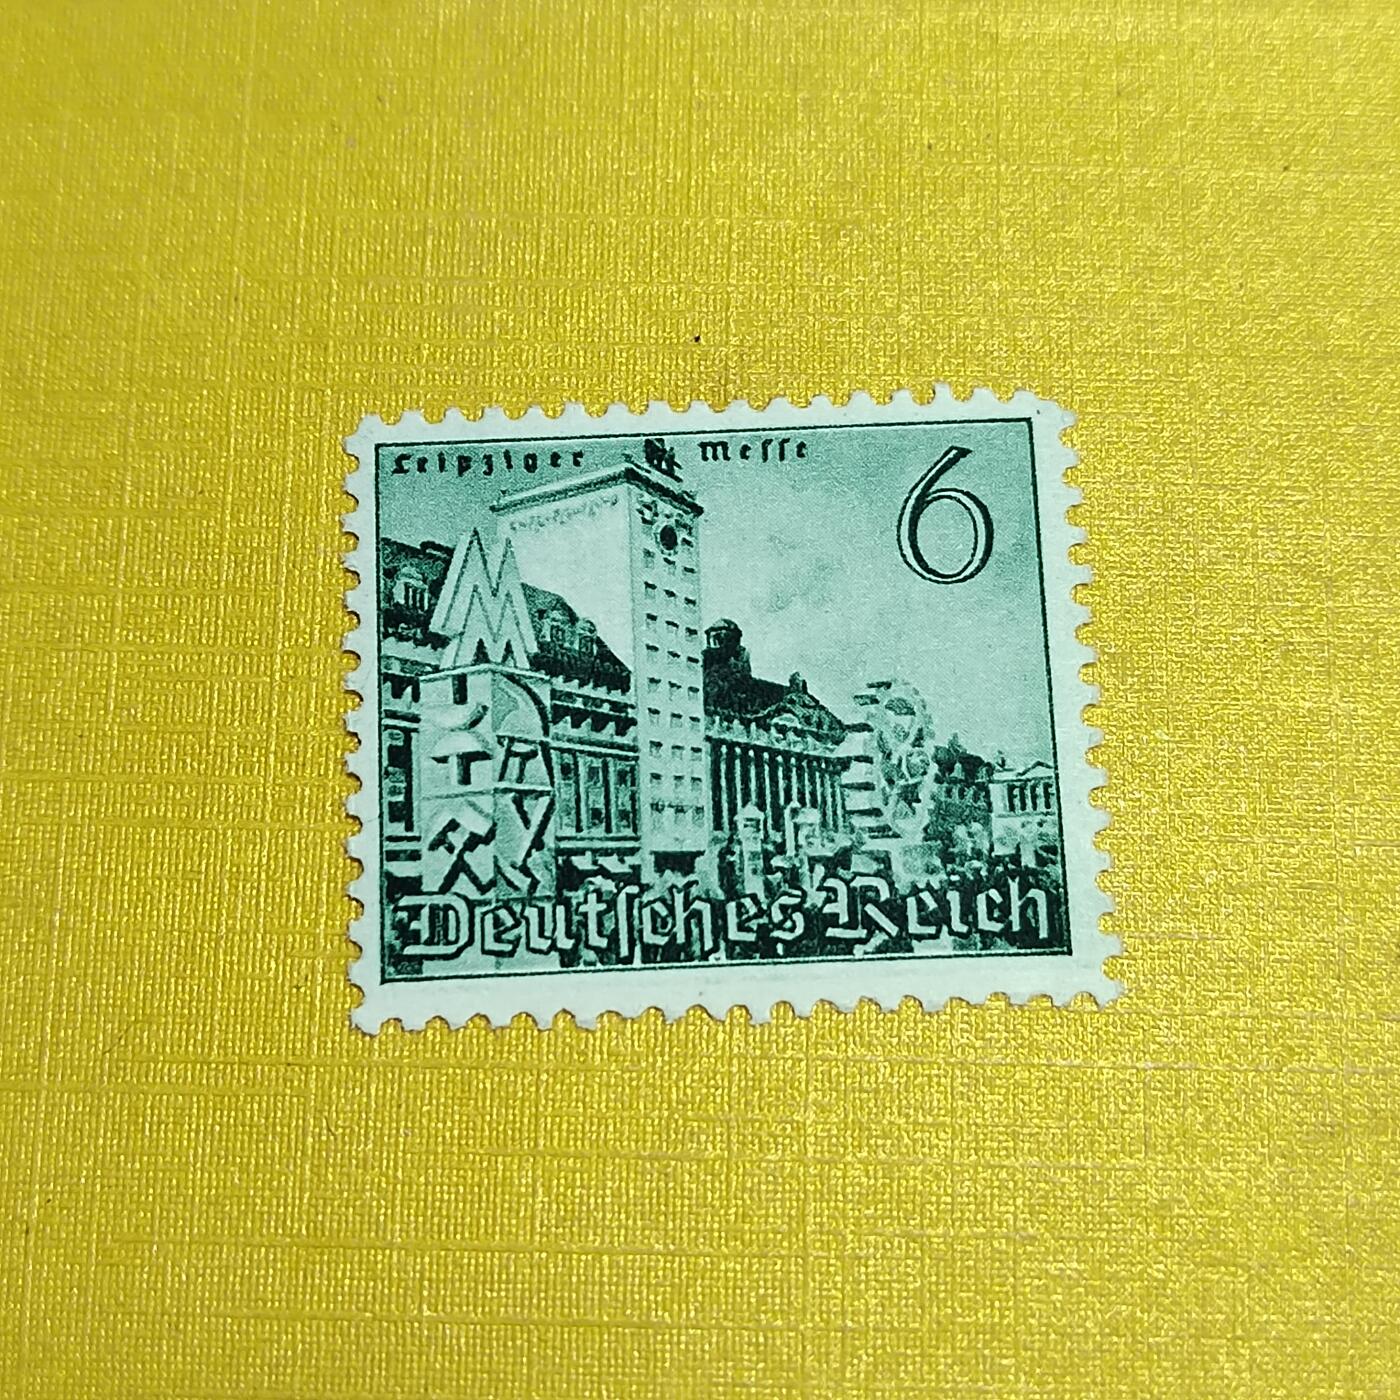 Leipziger Messe
6
M
Deutsches Reich